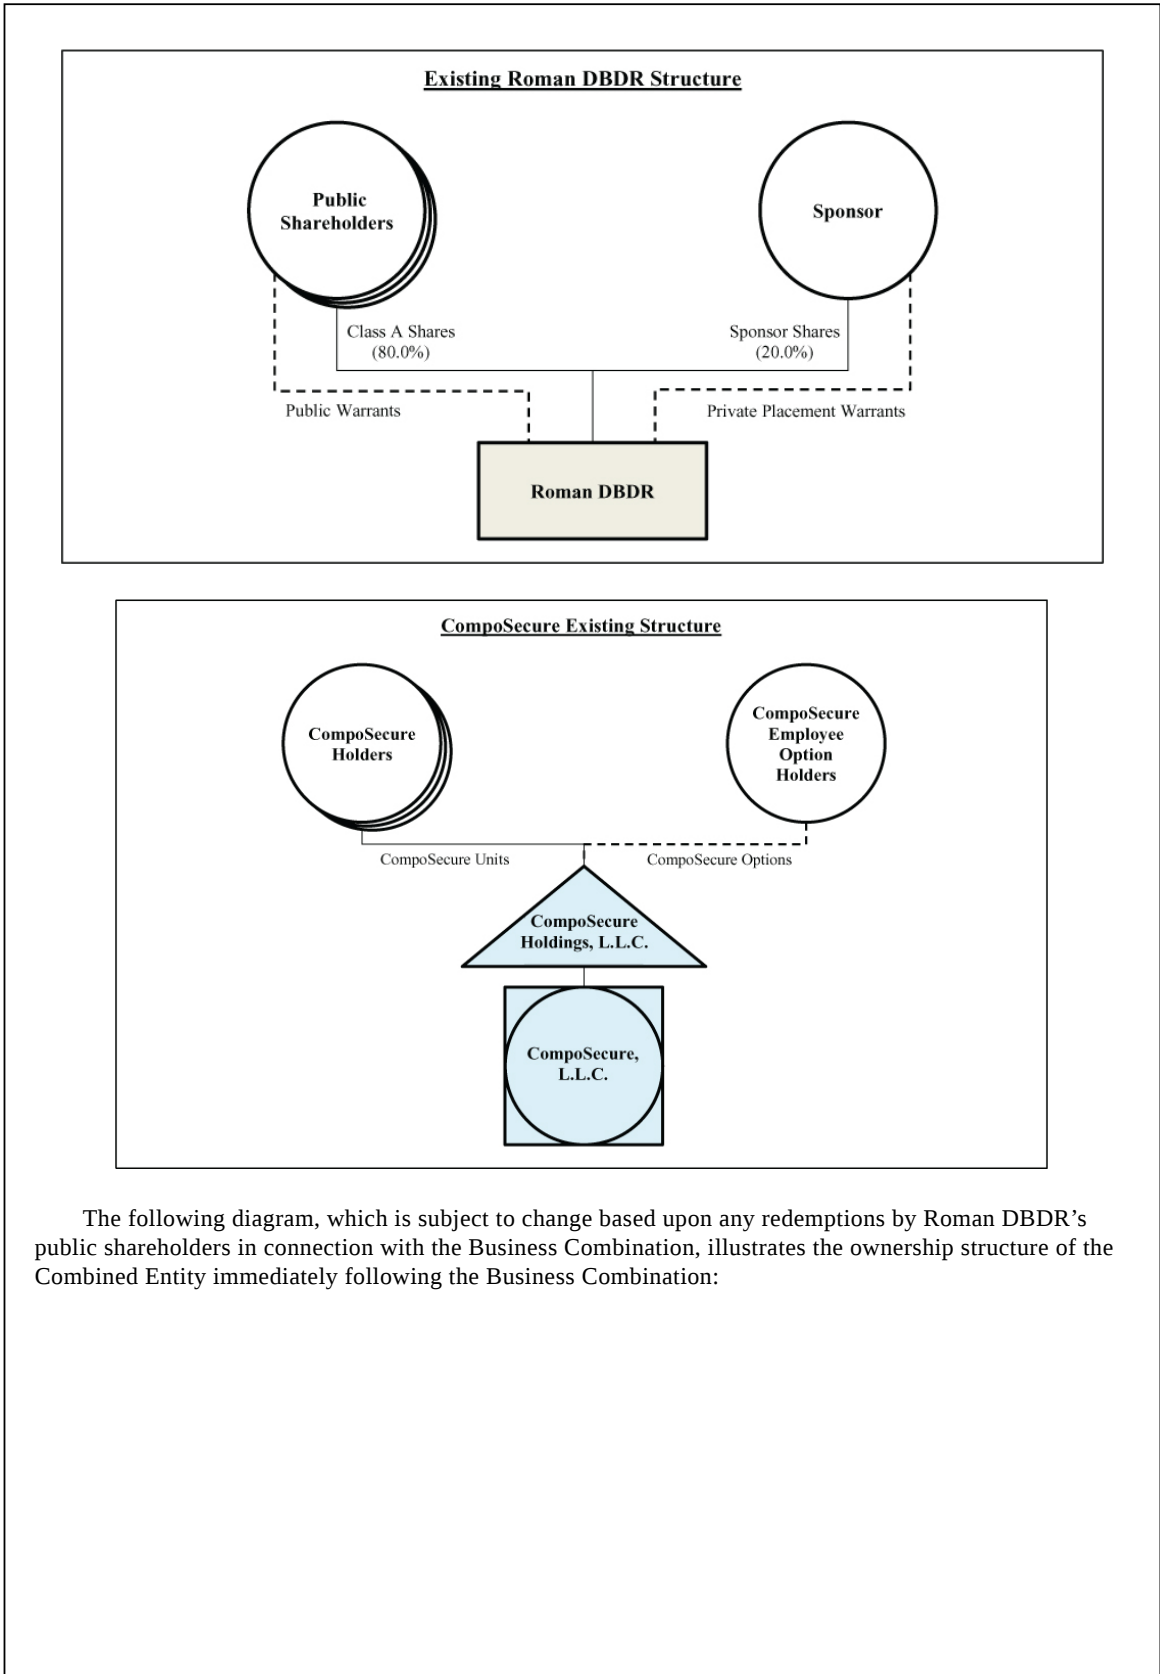 Existing Roman DBDR Structure
Public
Shareholders
Sponsor
Class A Shares
(80.0%)
Sponsor Shares
(20.0%)
Public Warrants
Private Placement Warrants
Roman DBDR
CompoSecure Existing Structure
CompoSecure
Holders
CompoSecure
Employee
Option
Holders
CompoSecure Units
CompoSecure Options
CompoSecure
Holdings, L.L.C.
CompoSecure,
L.L.C.
The following diagram, which is subject to change based upon any redemptions by Roman DBDR’s
public shareholders in connection with the Business Combination, illustrates the ownership structure of the
Combined Entity immediately following the Business Combination: